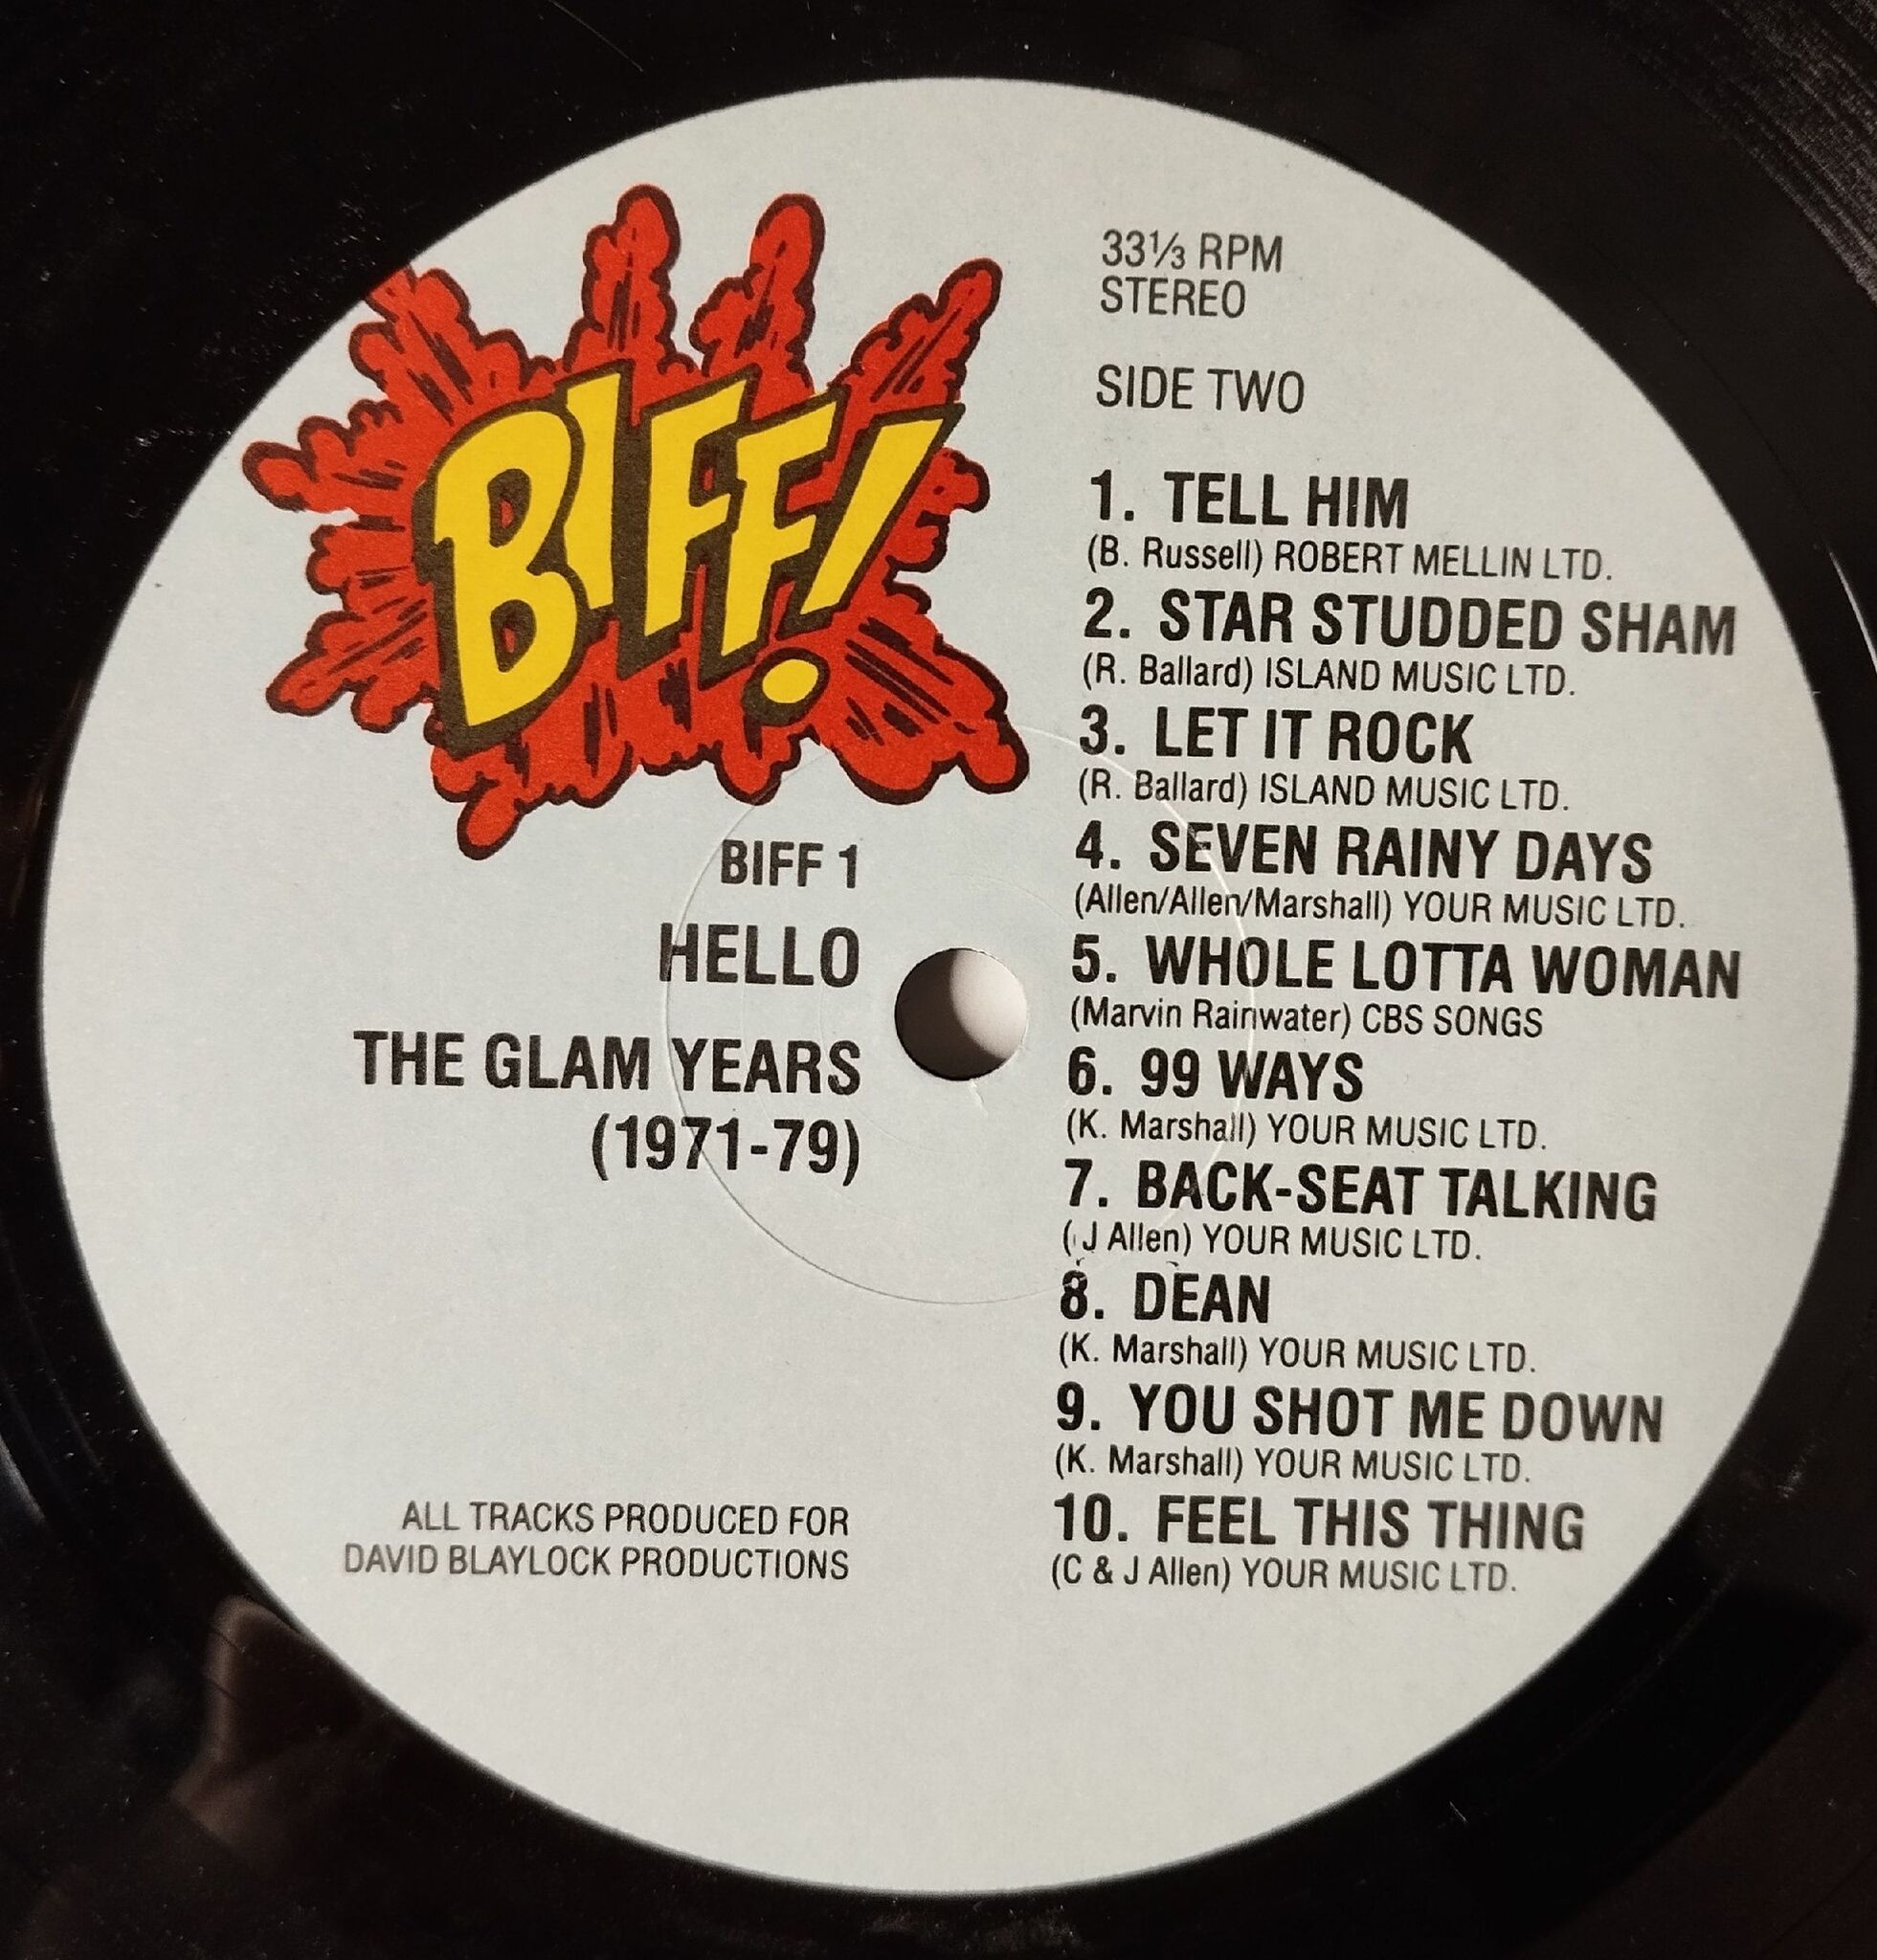 BIFF!
BIFF 1
HELLO
THE GLAM YEARS
(1971-79)
ALL TRACKS PRODUCED FOR
DAVID BLAYLOCK PRODUCTIONS
33⅓ RPM
STEREO
SIDE TWO
1. TELL HIM
(B. Russell) ROBERT MELLIN LTD.
2. STAR STUDDED SHAM
(R. Ballard) ISLAND MUSIC LTD.
3. LET IT ROCK
(R. Ballard) ISLAND MUSIC LTD.
4. SEVEN RAINY DAYS
(Allen/Allen/Marshall) YOUR MUSIC LTD.
5. WHOLE LOTTA WOMAN
(Marvin Rainwater) CBS SONGS
6. 99 WAYS
(K. Marshall) YOUR MUSIC LTD.
7. BACK-SEAT TALKING
( J Allen) YOUR MUSIC LTD.
8. DEAN
(K. Marshall) YOUR MUSIC LTD.
9. YOU SHOT ME DOWN
(K. Marshall) YOUR MUSIC LTD.
10. FEEL THIS THING
(C & J Allen) YOUR MUSIC LTD.